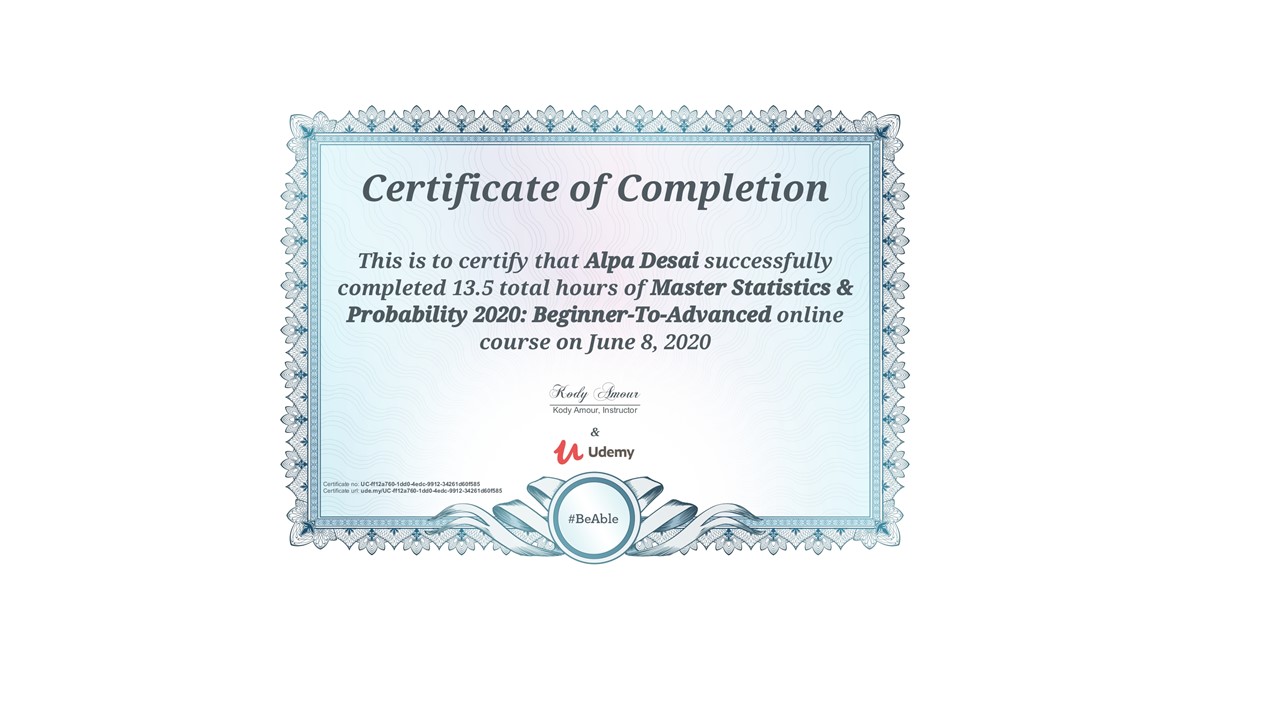 Certificate of Completion
This is to certify that Alpa Desai successfully
completed 13.5 total hours of Master Statistics &
Probability 2020: Beginner-To-Advanced online
course on June 8, 2020
Kody Amour
Kody Amour, Instructor
&
Udemy
Certificate no: UC-ff12a760-1dd0-4edc-9912-34261d60f585
Certificate url: ude.my/UC-ff12a760-1dd0-4edc-9912-34261d60f585
#BeAble